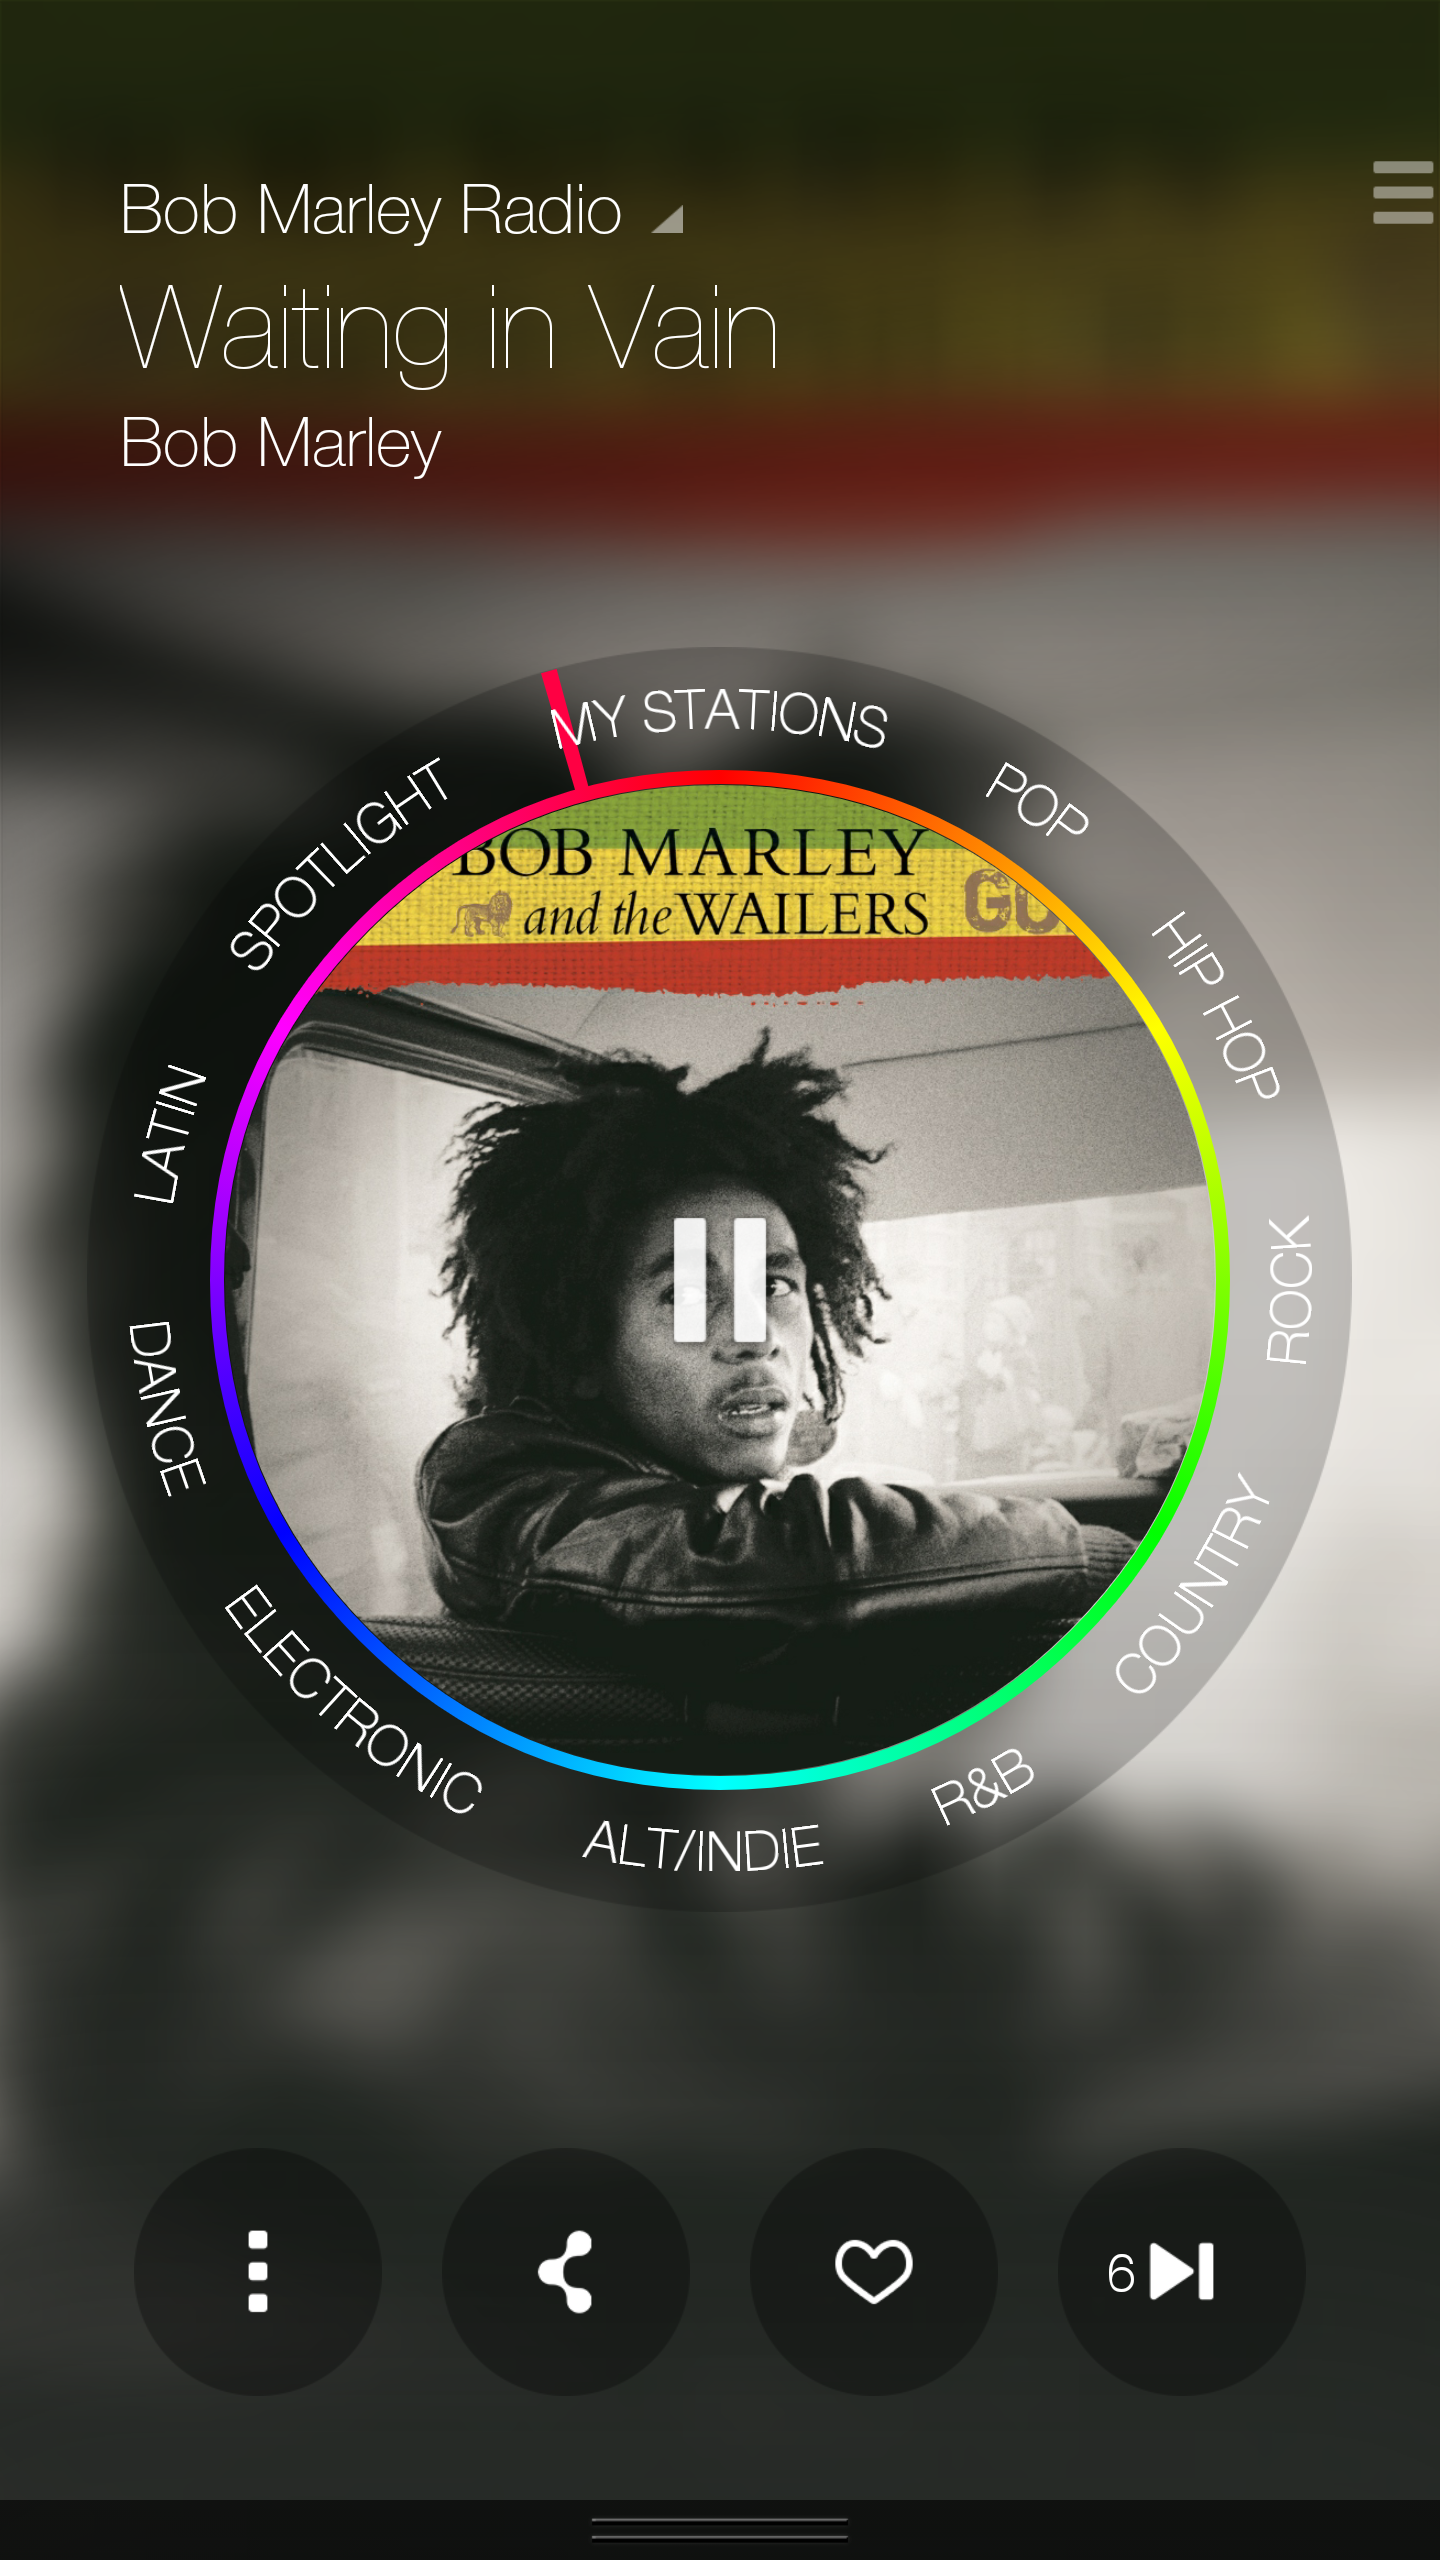 Bob Marley Radio
Waiting in Vain
Bob Marley
MY STATIONS
POP
HIP HOP
ROCK
COUNTRY
R&B
ALT/INDIE
ELECTRONIC
DANCE
LATIN
SPOTLIGHT
BOB MARLEY
and the WAILERS
6